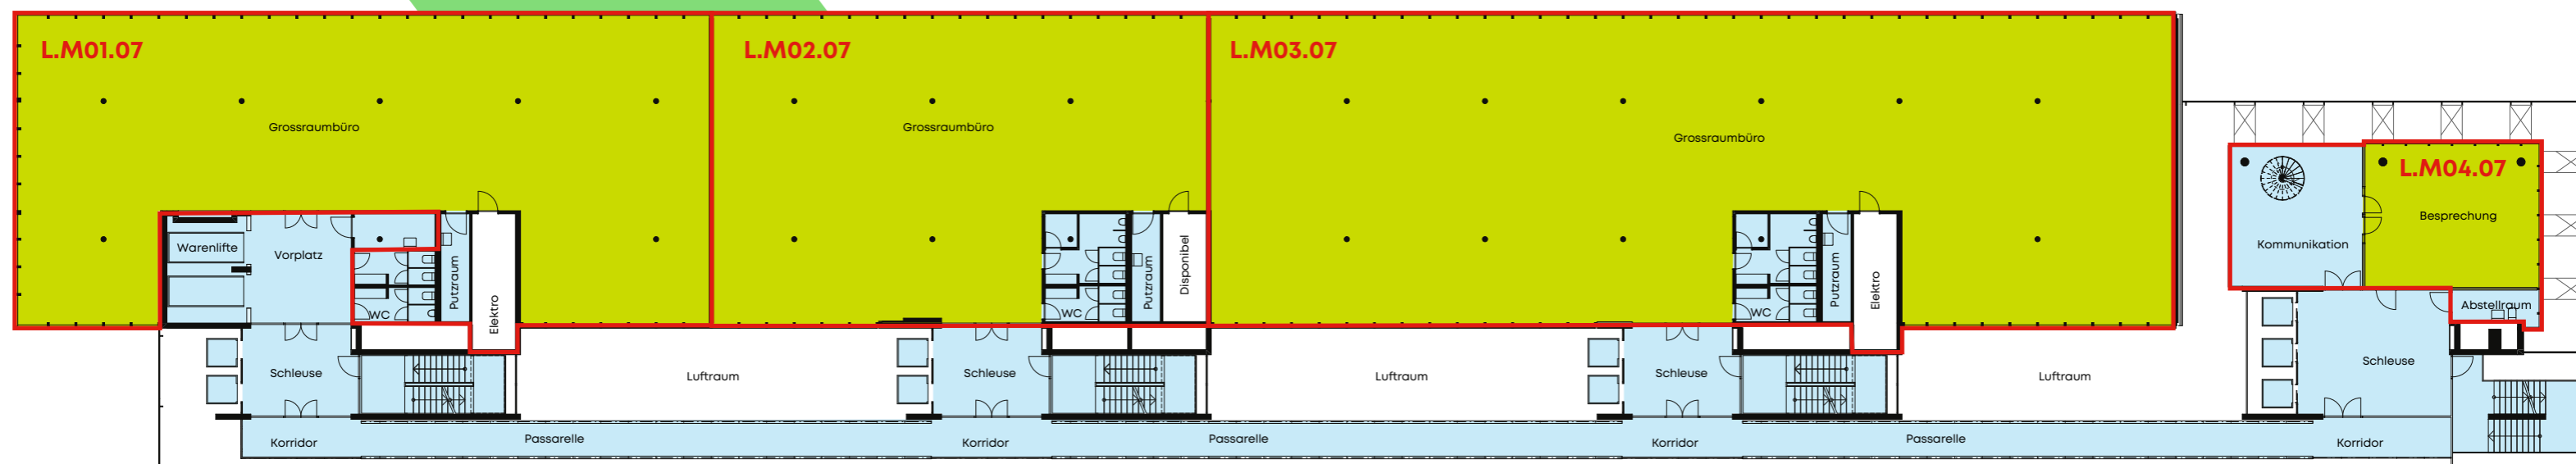 L.M01.07
L.M02.07
L.M03.07
L.M04.07
Grossraumbüro
Grossraumbüro
Grossraumbüro
Besprechung
Kommunikation
Warenlifte
Vorplatz
WC
Putzraum
Elektro
WC
Putzraum
Disponibel
WC
Putzraum
Elektro
Abstellraum
Schleuse
Luftraum
Schleuse
Luftraum
Schleuse
Luftraum
Schleuse
Korridor
Passarelle
Korridor
Passarelle
Korridor
Passarelle
Korridor